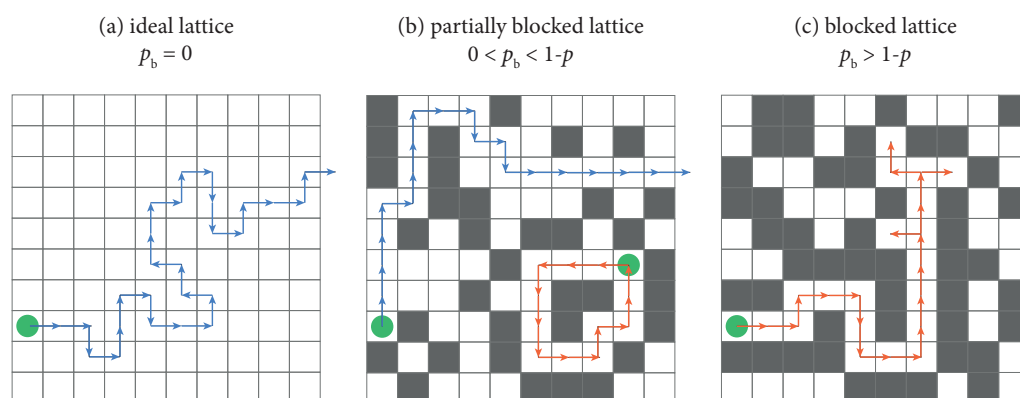 (a) ideal lattice
p_b = 0
(b) partially blocked lattice
0 < p_b < 1-p
(c) blocked lattice
p_b > 1-p